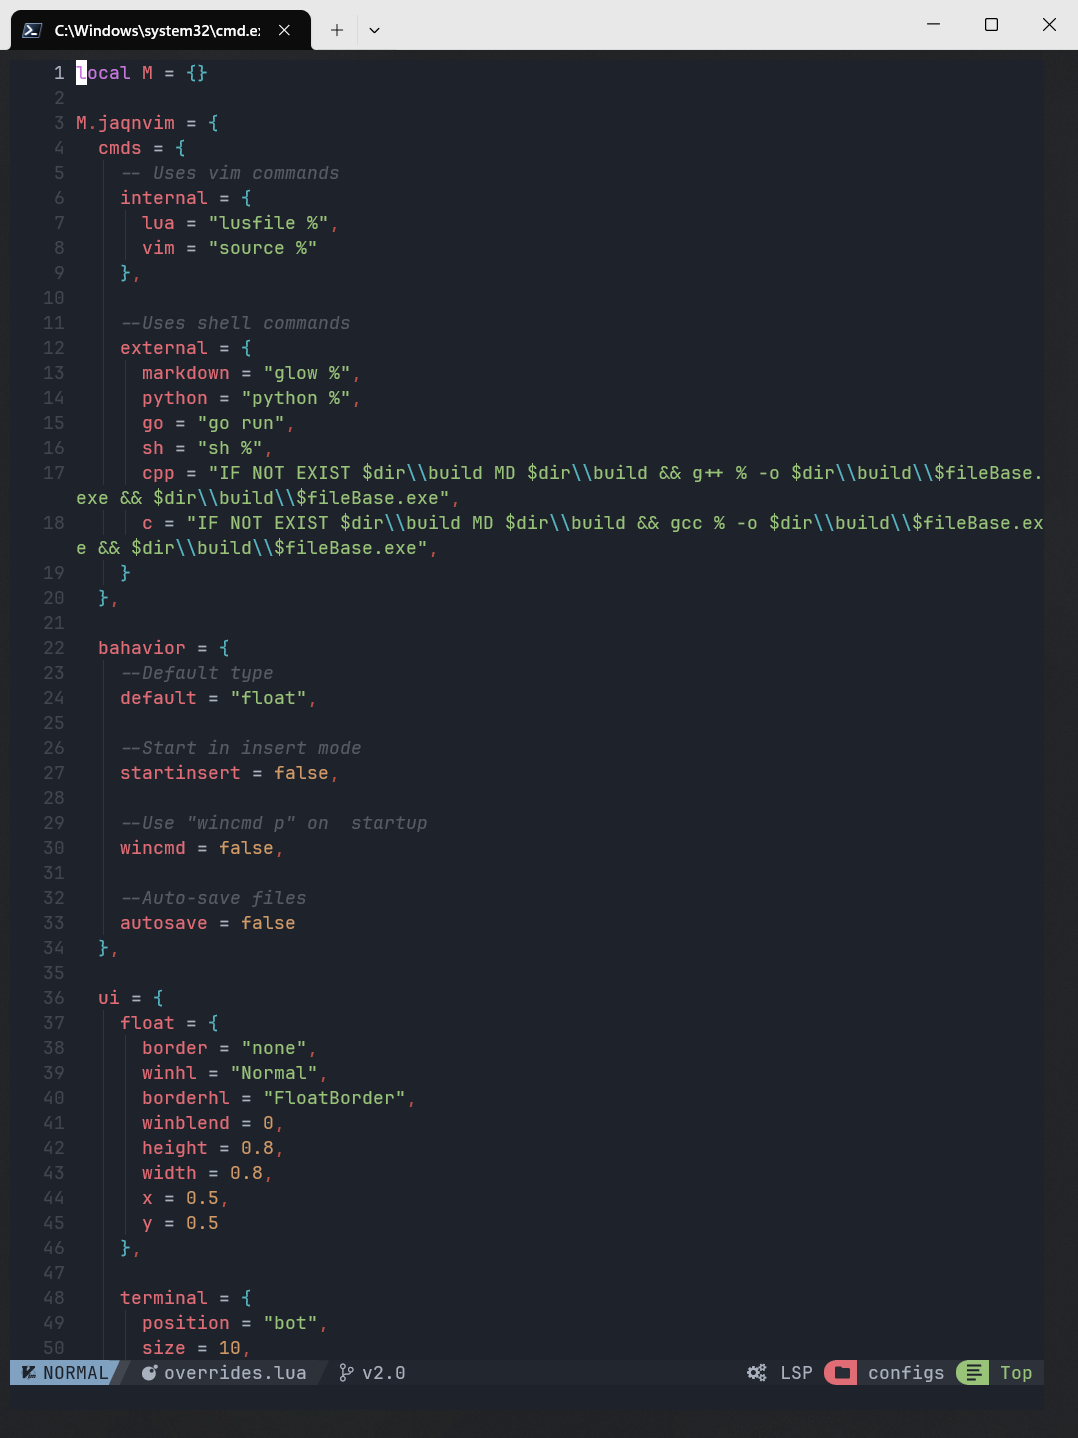 C:\Windows\system32\cmd.e
1 local M = {}
2
3 M.jaqnvim = {
4   cmds = {
5     -- Uses vim commands
6     internal = {
7       lua = "lusfile %",
8       vim = "source %"
9     },
10
11     --Uses shell commands
12     external = {
13       markdown = "glow %",
14       python = "python %",
15       go = "go run",
16       sh = "sh %",
17       cpp = "IF NOT EXIST $dir\\build MD $dir\\build && g++ % -o $dir\\build\\$fileBase.
exe && $dir\\build\\$fileBase.exe",
18       c = "IF NOT EXIST $dir\\build MD $dir\\build && gcc % -o $dir\\build\\$fileBase.ex
e && $dir\\build\\$fileBase.exe",
19     }
20   },
21
22   bahavior = {
23     --Default type
24     default = "float",
25
26     --Start in insert mode
27     startinsert = false,
28
29     --Use "wincmd p" on  startup
30     wincmd = false,
31
32     --Auto-save files
33     autosave = false
34   },
35
36   ui = {
37     float = {
38       border = "none",
39       winhl = "Normal",
40       borderhl = "FloatBorder",
41       winblend = 0,
42       height = 0.8,
43       width = 0.8,
44       x = 0.5,
45       y = 0.5
46     },
47
48     terminal = {
49       position = "bot",
50       size = 10,
NORMAL overrides.lua v2.0 LSP configs Top